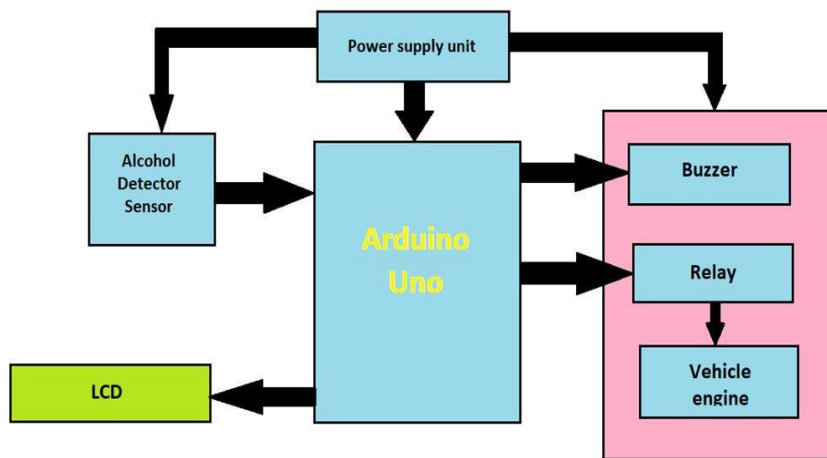 Power supply unit
Alcohol
Detector
Sensor
Arduino
Uno
Buzzer
Relay
Vehicle
engine
LCD